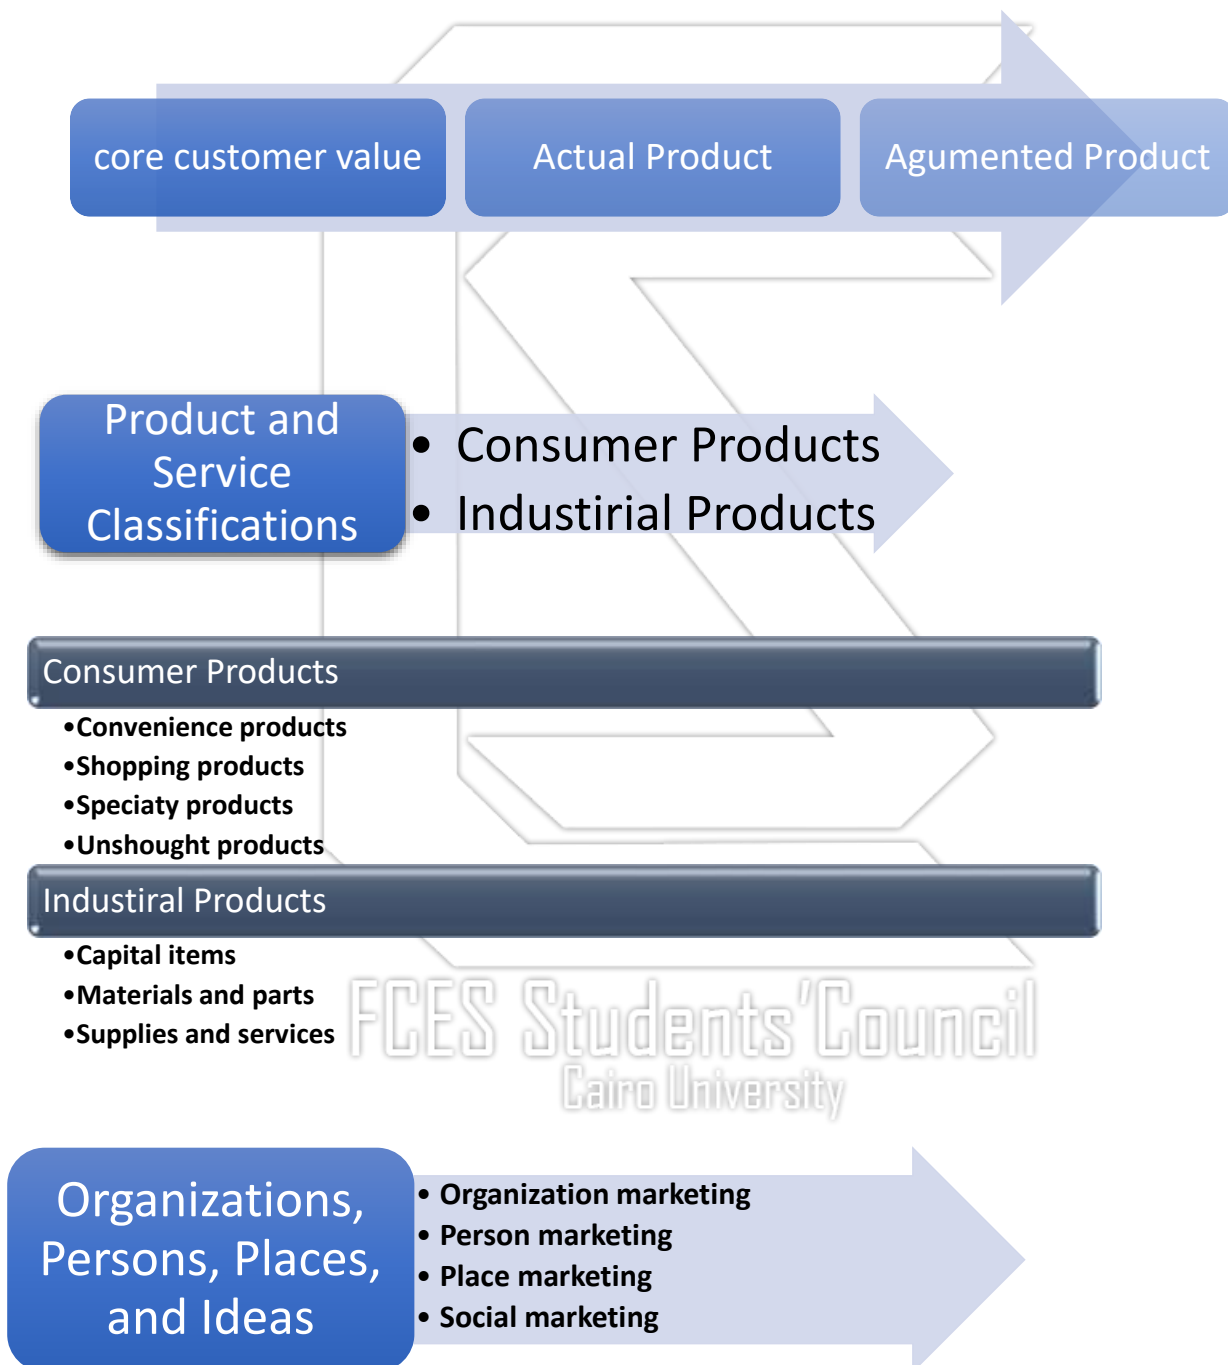 core customer value
Actual Product
Agumented Product
Product and
Service
Classifications
• Consumer Products
• Industirial Products
Consumer Products
•Convenience products
•Shopping products
•Speciaty products
•Unshought products
Industiral Products
•Capital items
•Materials and parts
•Supplies and services
FCES Students'Council
Cairo University
Organizations,
Persons, Places,
and Ideas
• Organization marketing
• Person marketing
• Place marketing
• Social marketing